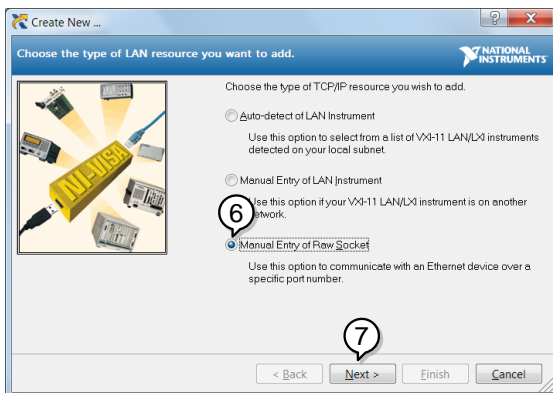 Create New ...
Choose the type of LAN resource you want to add.
NATIONAL
INSTRUMENTS
Choose the type of TCP/IP resource you wish to add.
Auto-detect of LAN Instrument
Use this option to select from a list of VXI-11 LAN/LXI instruments
detected on your local subnet.
Manual Entry of LAN Instrument
Use this option if your VXI-11 LAN/LXI instrument is on another
network.
6
Manual Entry of Raw Socket
Use this option to communicate with an Ethernet device over a
specific port number.
NI-VISA
7
< Back
Next >
Finish
Cancel